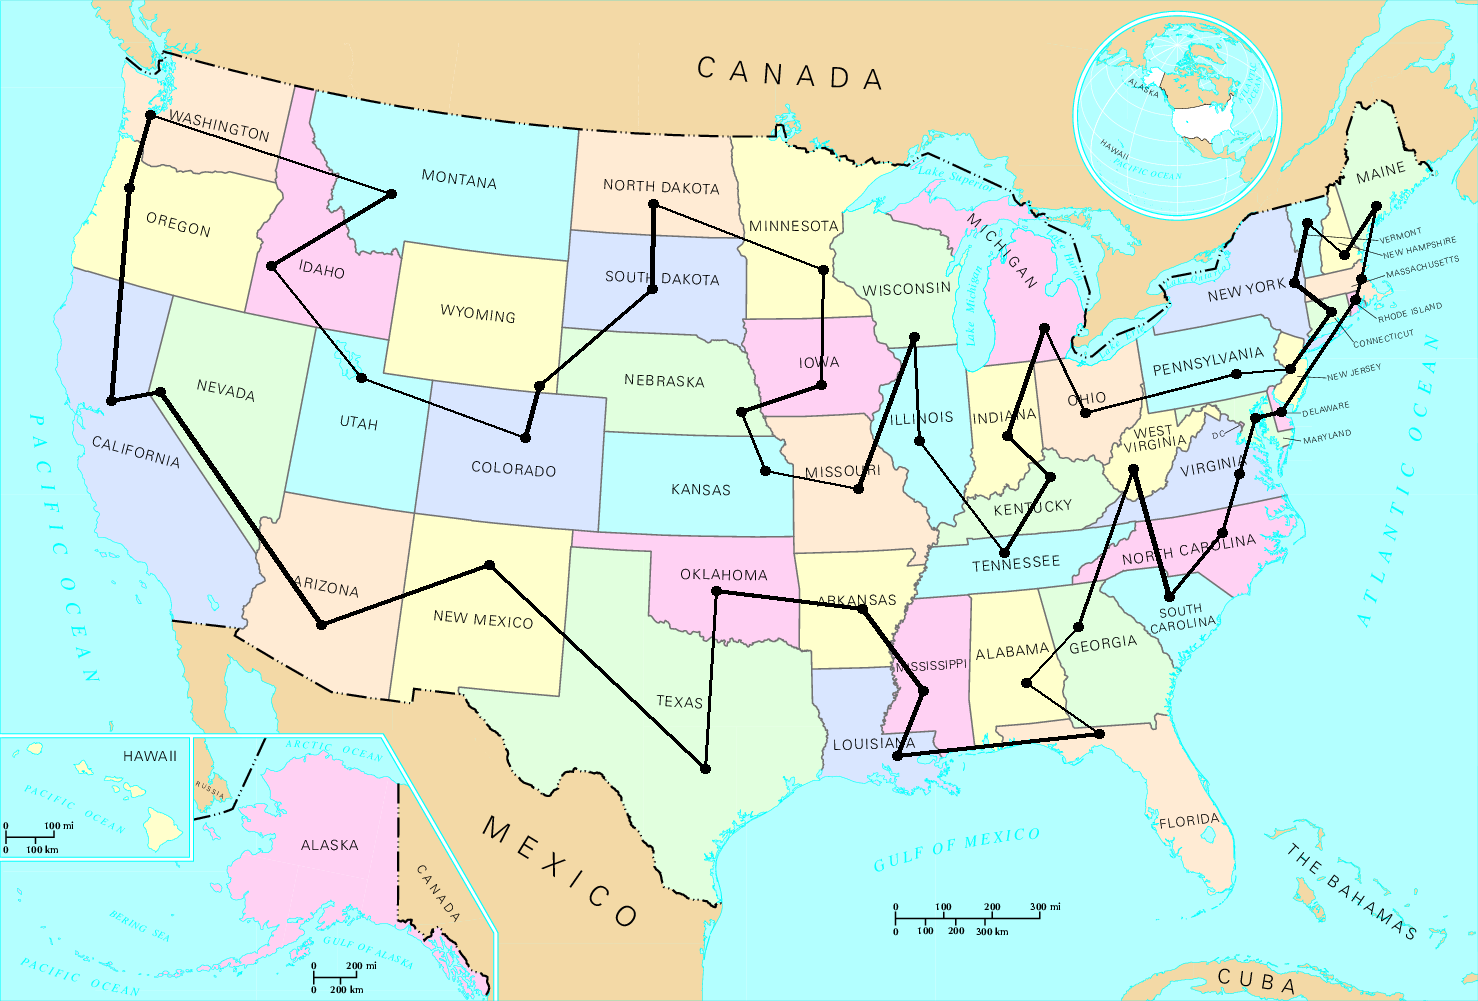 CANADA
ALASKA
HAWAII
PACIFIC OCEAN
ATLANTIC OCEAN
WASHINGTON
MONTANA
NORTH DAKOTA
MINNESOTA
Lake Superior
MICHIGAN
MAINE
OREGON
IDAHO
WYOMING
SOUTH DAKOTA
WISCONSIN
Lake Michigan
NEW YORK
VERMONT
NEW HAMPSHIRE
MASSACHUSETTS
RHODE ISLAND
CONNECTICUT
NEW JERSEY
DELAWARE
MARYLAND
DC
NEVADA
UTAH
COLORADO
NEBRASKA
IOWA
ILLINOIS
INDIANA
OHIO
PENNSYLVANIA
CALIFORNIA
KANSAS
MISSOURI
KENTUCKY
WEST
VIRGINIA
VIRGINIA
ARIZONA
NEW MEXICO
OKLAHOMA
ARKANSAS
TENNESSEE
NORTH CAROLINA
SOUTH
CAROLINA
TEXAS
LOUISIANA
MISSISSIPPI
ALABAMA
GEORGIA
FLORIDA
PACIFIC OCEAN
ATLANTIC OCEAN
GULF OF MEXICO
MEXICO
THE BAHAMAS
CUBA
0 100 200 300 mi
0 100 200 300 km
HAWAII
PACIFIC OCEAN
0 100 mi
0 100 km
ARCTIC OCEAN
RUSSIA
ALASKA
CANADA
BERING SEA
GULF OF ALASKA
PACIFIC OCEAN
0 200 mi
0 200 km